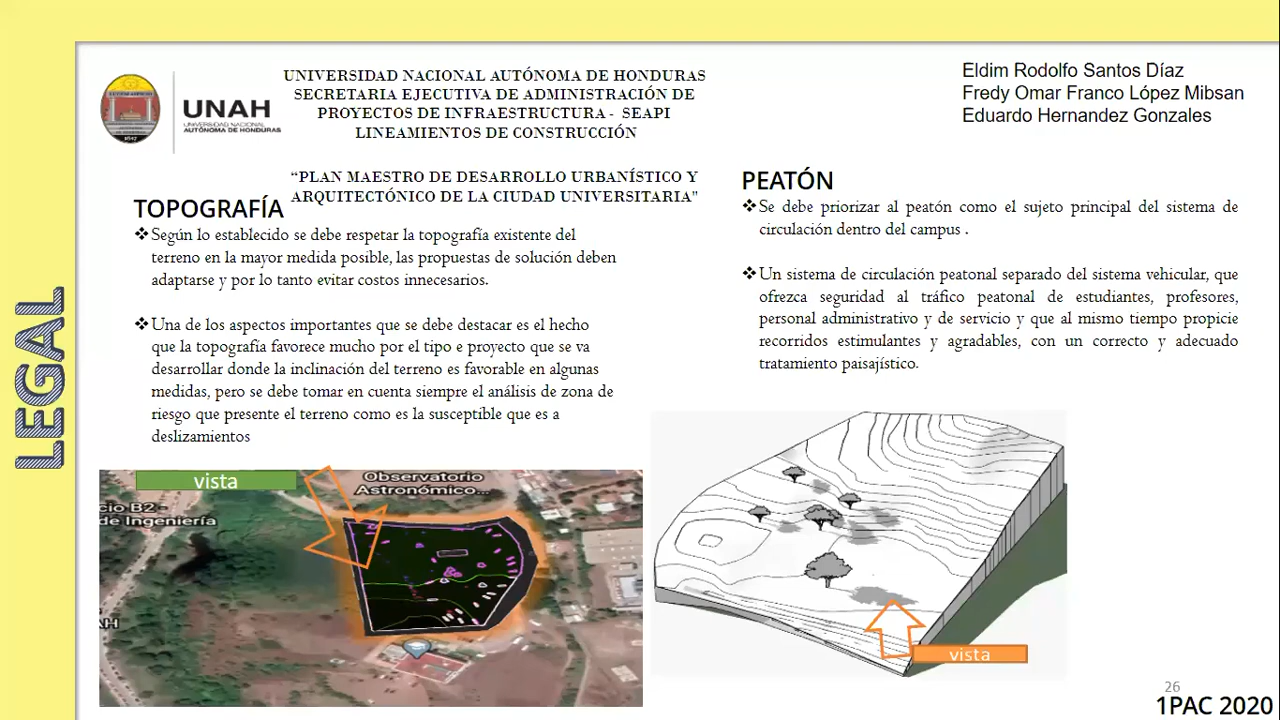 UNAH
UNIVERSIDAD NACIONAL
AUTÓNOMA DE HONDURAS
UNIVERSIDAD NACIONAL AUTÓNOMA DE HONDURAS
SECRETARIA EJECUTIVA DE ADMINISTRACIÓN DE
PROYECTOS DE INFRAESTRUCTURA - SEAPI
LINEAMIENTOS DE CONSTRUCCIÓN
“PLAN MAESTRO DE DESARROLLO URBANÍSTICO Y
ARQUITECTÓNICO DE LA CIUDAD UNIVERSITARIA"
Eldim Rodolfo Santos Díaz
Fredy Omar Franco López Mibsan
Eduardo Hernandez Gonzales
LEGAL
TOPOGRAFÍA
❖Según lo establecido se debe respetar la topografía existente del
terreno en la mayor medida posible, las propuestas de solución deben
adaptarse y por lo tanto evitar costos innecesarios.
❖Una de los aspectos importantes que se debe destacar es el hecho
que la topografía favorece mucho por el tipo e proyecto que se va
desarrollar donde la inclinación del terreno es favorable en algunas
medidas, pero se debe tomar en cuenta siempre el análisis de zona de
riesgo que presente el terreno como es la susceptible que es a
deslizamientos
PEATÓN
❖Se debe priorizar al peatón como el sujeto principal del sistema de
circulación dentro del campus .
❖Un sistema de circulación peatonal separado del sistema vehicular, que
ofrezca seguridad al tráfico peatonal de estudiantes, profesores,
personal administrativo y de servicio y que al mismo tiempo propicie
recorridos estimulantes y agradables, con un correcto y adecuado
tratamiento paisajístico.
vista
Observatorio
Astronómico...
cio B2 -
de Ingeniería
AH
vista
26
1PAC 2020